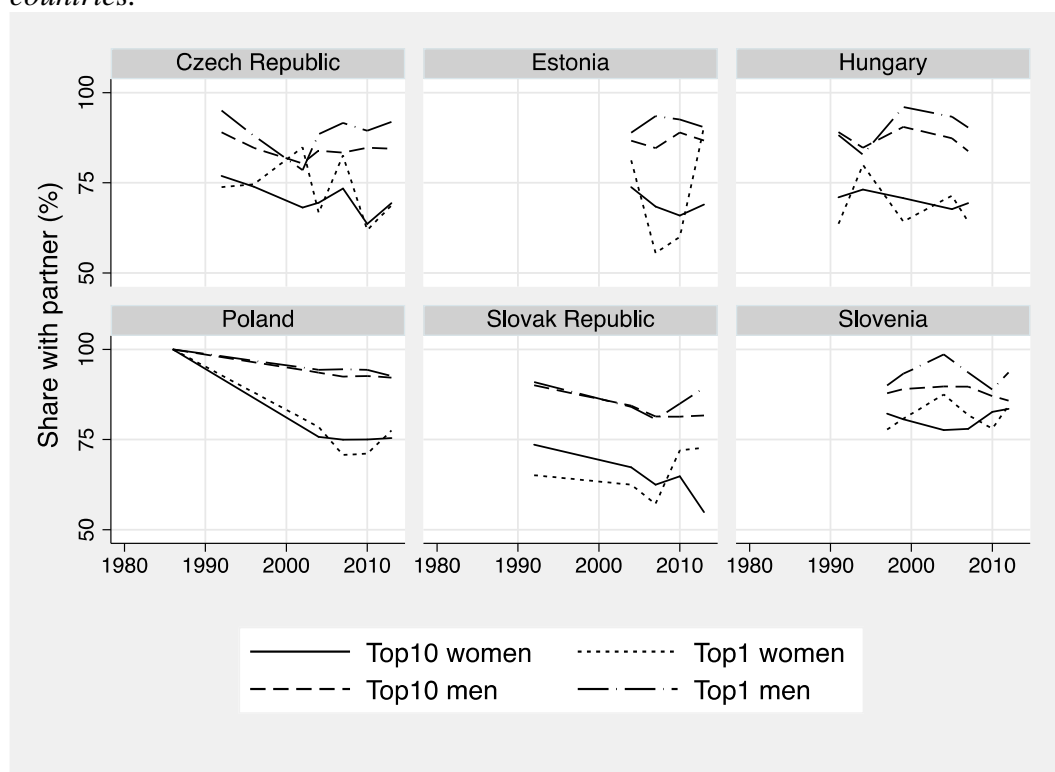 countries.
Czech Republic Estonia Hungary
100
75
50
Poland Slovak Republic Slovenia
100
75
50
Share with partner (%)
1980 1990 2000 2010 1980 1990 2000 2010 1980 1990 2000 2010
Top10 women Top1 women
Top10 men Top1 men